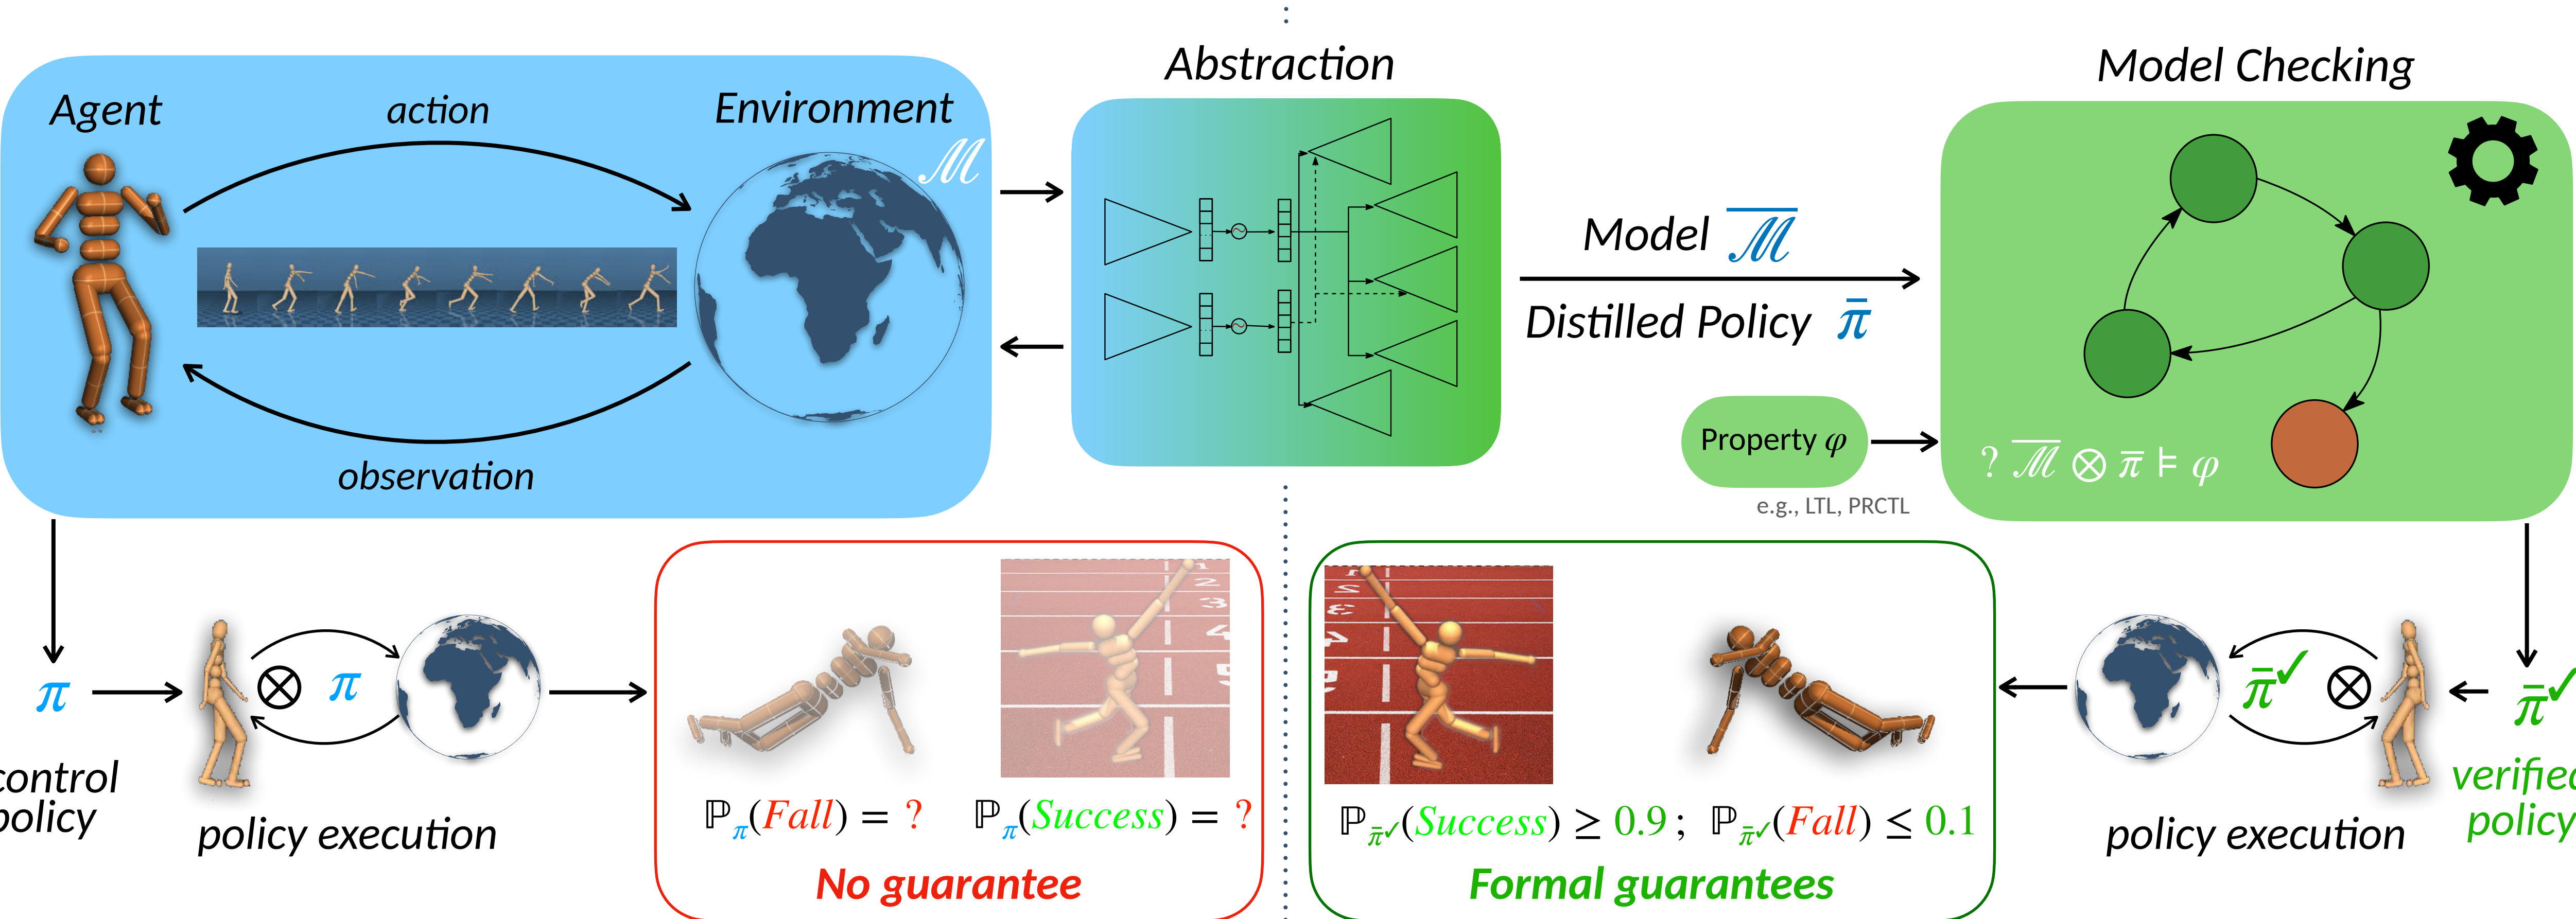 Abstraction
Model Checking
Agent
action
Environment
ℳ
observation
Model ℳ̅
Distilled Policy π̅
Property φ
e.g., LTL, PRCTL
? ℳ̅ ⊗ π̅ ⊨ φ
π
control
policy
⊗ π
policy execution
ℙπ(Fall) = ? ℙπ(Success) = ?
No guarantee
ℙπ̅✓(Success) ≥ 0.9 ; ℙπ̅✓(Fall) ≤ 0.1
Formal guarantees
π̅✓ ⊗
policy execution
π̅✓
verified
policy